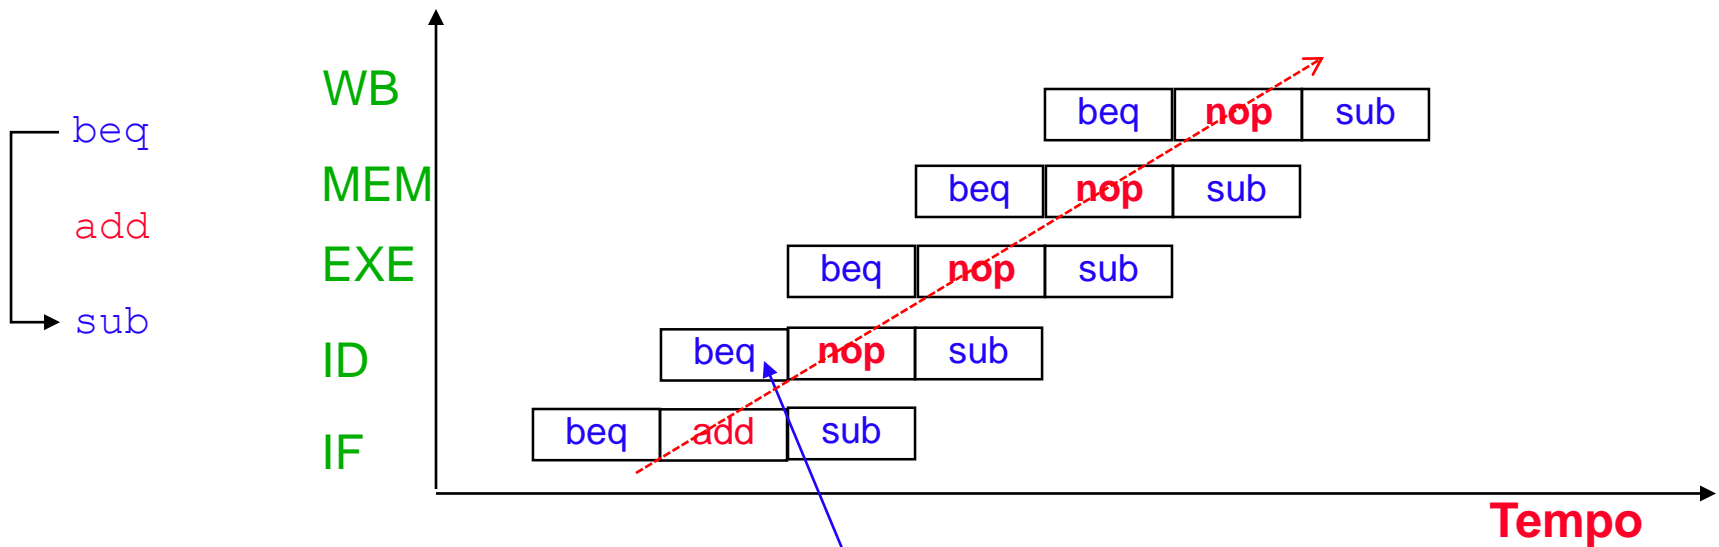 beq
add
sub
WB
beq nop sub
MEM
beq nop sub
EXE
beq nop sub
ID
beq nop sub
IF
beq add sub
Tempo